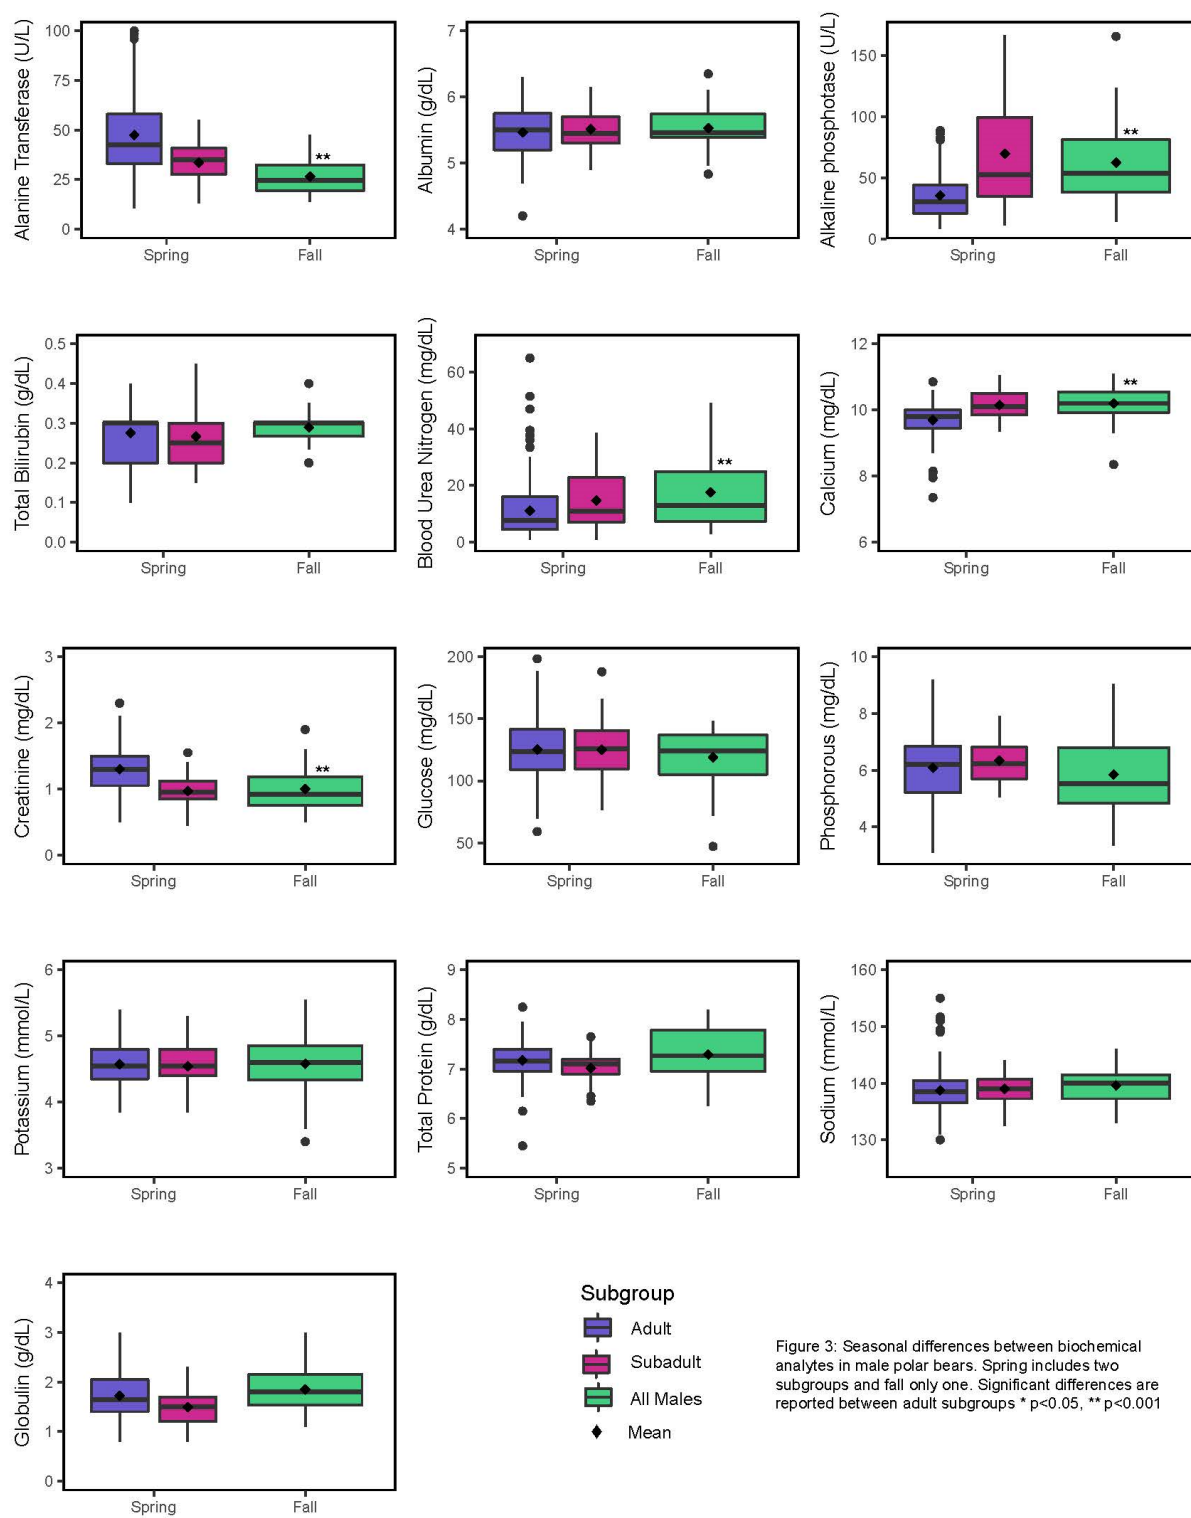 Alanine Transferase (U/L)
100
75
50
25
0
**
Spring Fall
Albumin (g/dL)
7
6
5
4
Spring Fall
Alkaline phosphotase (U/L)
150
100
50
0
**
Spring Fall
Total Bilirubin (g/dL)
0.5
0.4
0.3
0.2
0.1
0.0
Spring Fall
Blood Urea Nitrogen (mg/dL)
60
40
20
0
**
Spring Fall
Calcium (mg/dL)
12
10
8
6
**
Spring Fall
Creatinine (mg/dL)
3
2
1
0
**
Spring Fall
Glucose (mg/dL)
200
150
100
50
Spring Fall
Phosphorous (mg/dL)
10
8
6
4
Spring Fall
Potassium (mmol/L)
6
5
4
3
Spring Fall
Total Protein (g/dL)
9
8
7
6
5
Spring Fall
Sodium (mmol/L)
160
150
140
130
Spring Fall
Globulin (g/dL)
4
3
2
1
0
Spring Fall
Subgroup
Adult
Subadult
All Males
Mean
Figure 3: Seasonal differences between biochemical
analytes in male polar bears. Spring includes two
subgroups and fall only one. Significant differences are
reported between adult subgroups * p<0.05, ** p<0.001